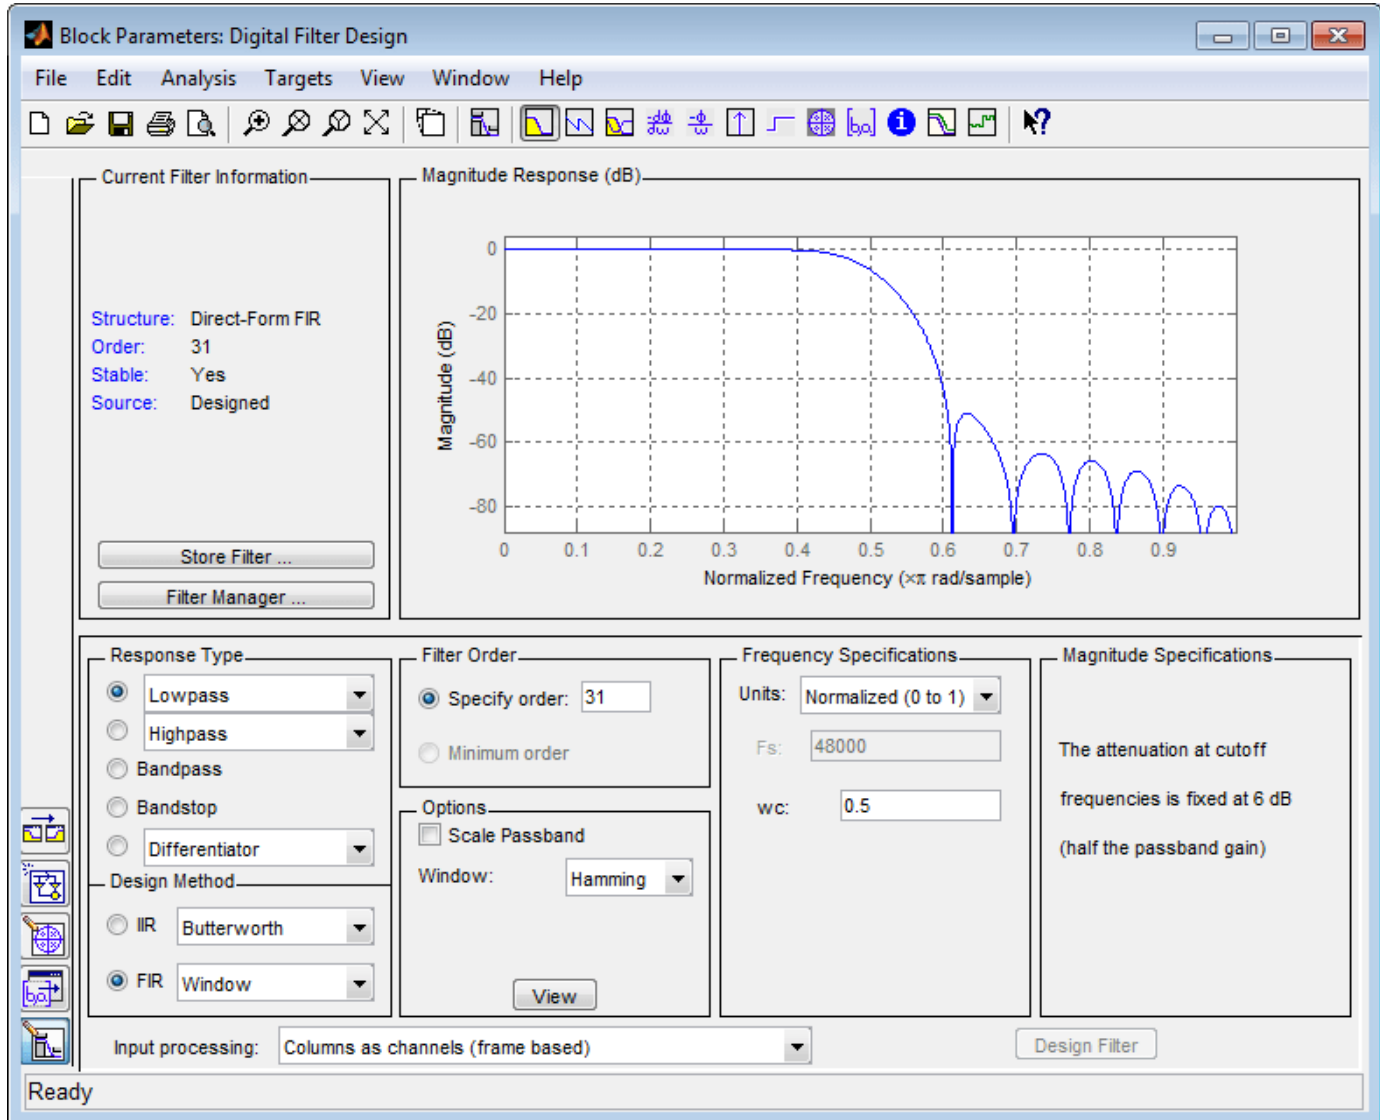 Block Parameters: Digital Filter Design
File Edit Analysis Targets View Window Help
Current Filter Information
Structure: Direct-Form FIR
Order: 31
Stable: Yes
Source: Designed
Store Filter ...
Filter Manager ...
Magnitude Response (dB)
0
-20
-40
-60
-80
Magnitude (dB)
0 0.1 0.2 0.3 0.4 0.5 0.6 0.7 0.8 0.9
Normalized Frequency (×π rad/sample)
Response Type
Lowpass
Highpass
Bandpass
Bandstop
Differentiator
Design Method
IIR Butterworth
FIR Window
Filter Order
Specify order: 31
Minimum order
Options
Scale Passband
Window: Hamming
View
Frequency Specifications
Units: Normalized (0 to 1)
Fs: 48000
wc: 0.5
Magnitude Specifications
The attenuation at cutoff
frequencies is fixed at 6 dB
(half the passband gain)
Input processing: Columns as channels (frame based)
Design Filter
Ready